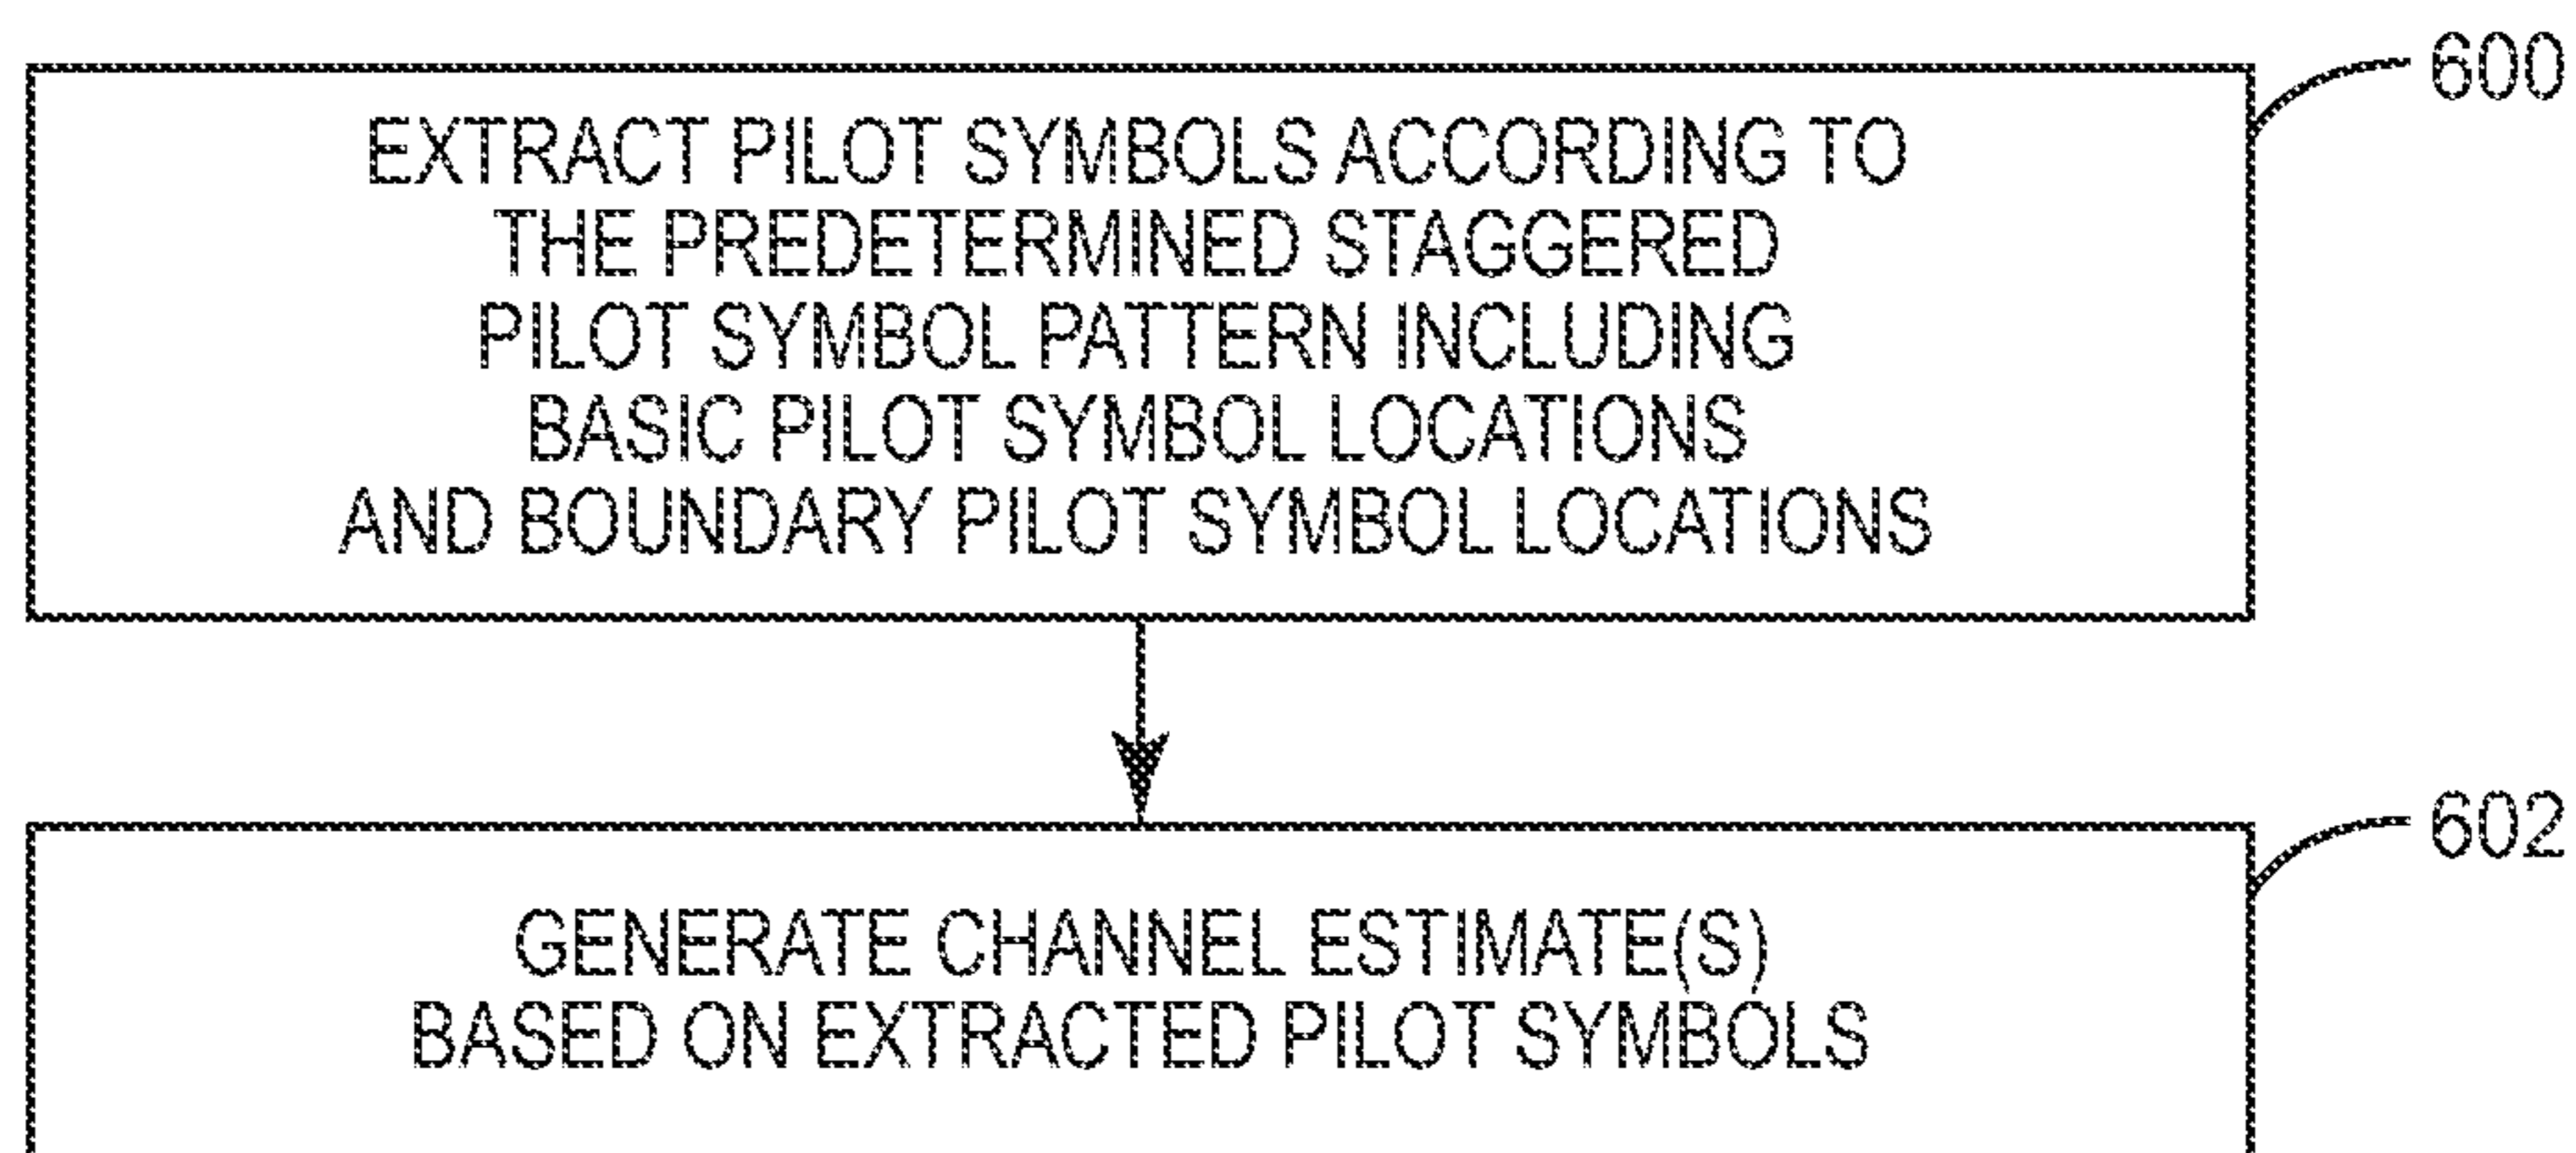 600
EXTRACT PILOT SYMBOLS ACCORDING TO
THE PREDETERMINED STAGGERED
PILOT SYMBOL PATTERN INCLUDING
BASIC PILOT SYMBOL LOCATIONS
AND BOUNDARY PILOT SYMBOL LOCATIONS
602
GENERATE CHANNEL ESTIMATE(S)
BASED ON EXTRACTED PILOT SYMBOLS